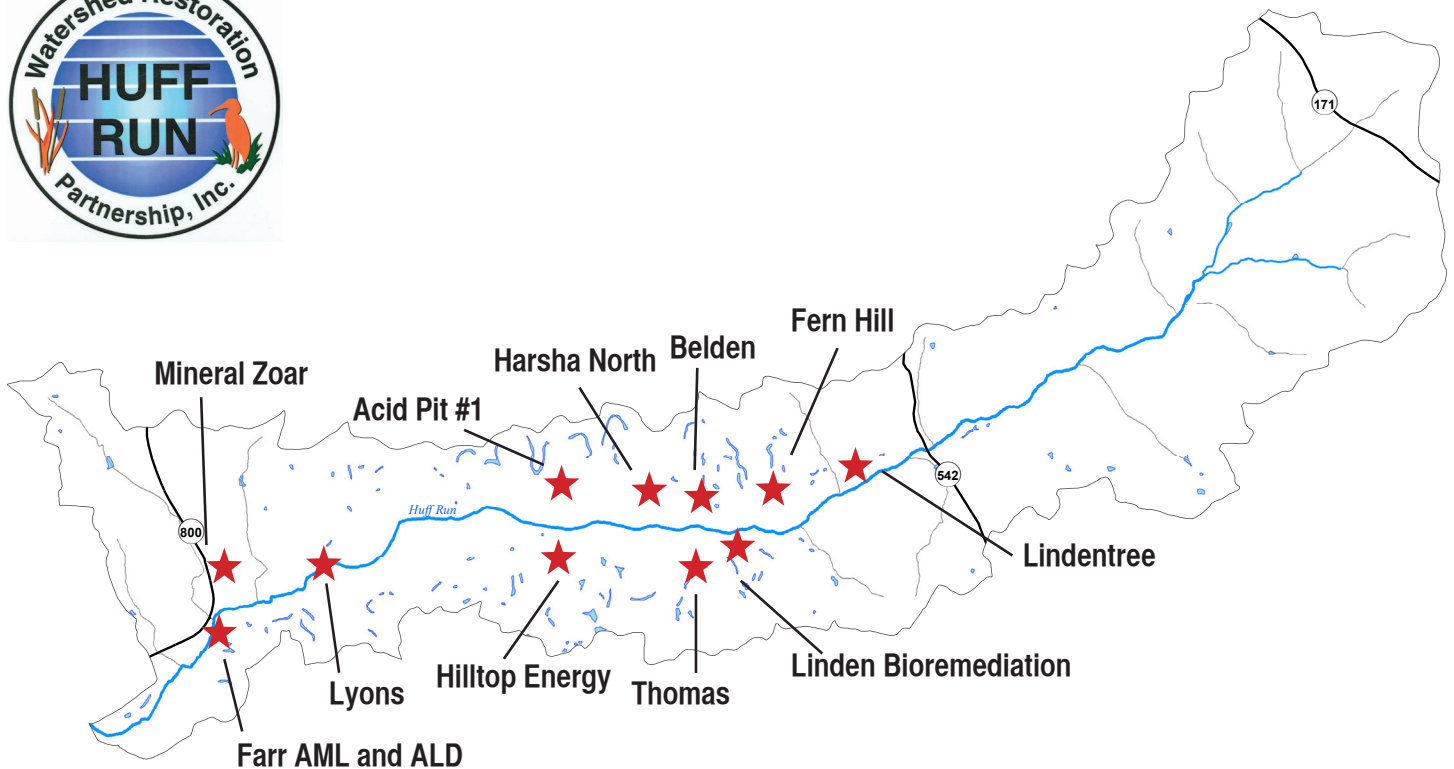 Watershed Restoration
HUFF
RUN
Partnership, Inc.
171
Fern Hill
Belden
Harsha North
Mineral Zoar
Acid Pit #1
542
Huff Run
800
Lindentree
Linden Bioremediation
Hilltop Energy
Thomas
Lyons
Farr AML and ALD